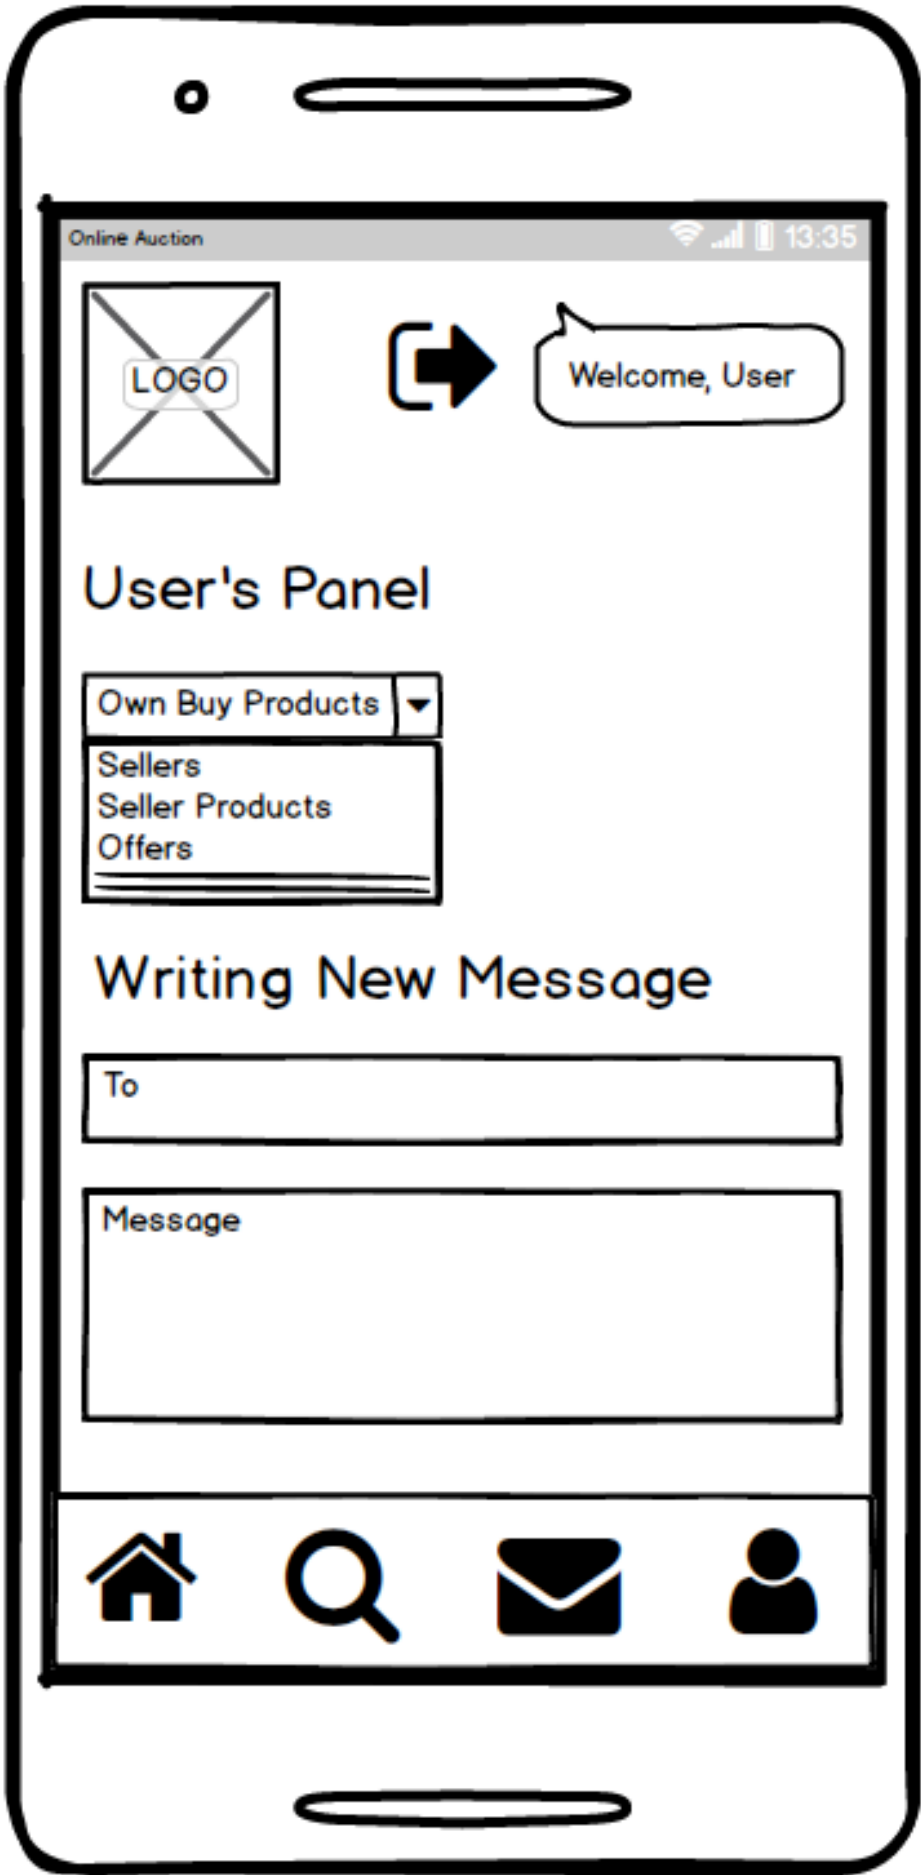 Online Auction 13:35
LOGO
Welcome, User
User's Panel
Own Buy Products
Sellers
Seller Products
Offers
Writing New Message
To
Message